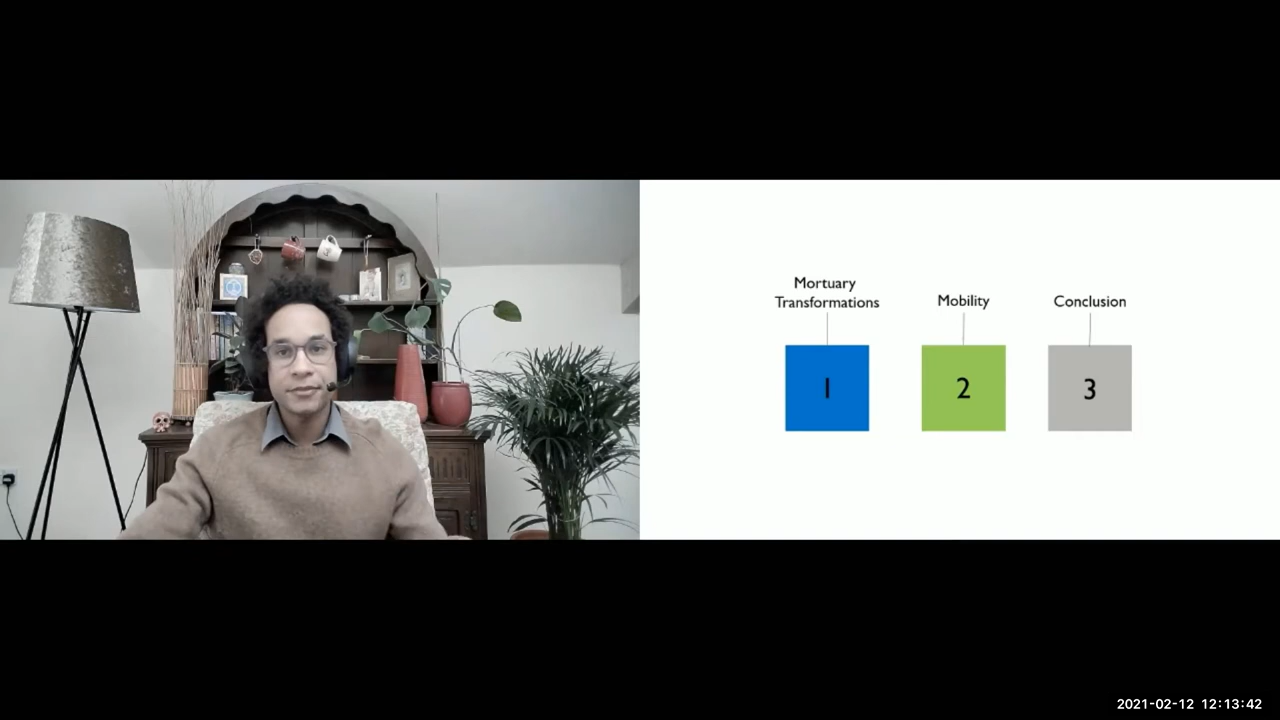 Mortuary
Transformations
Mobility
Conclusion
1
2
3
2021-02-12 12:13:42